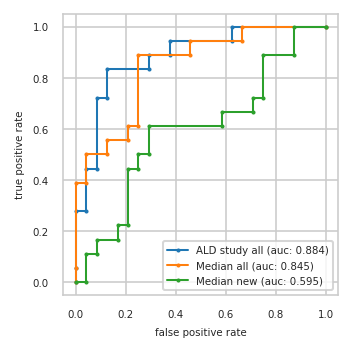 1.0
0.8
0.6
0.4
0.2
0.0
true positive rate
ALD study all (auc: 0.884)
Median all (auc: 0.845)
Median new (auc: 0.595)
0.0 0.2 0.4 0.6 0.8 1.0
false positive rate